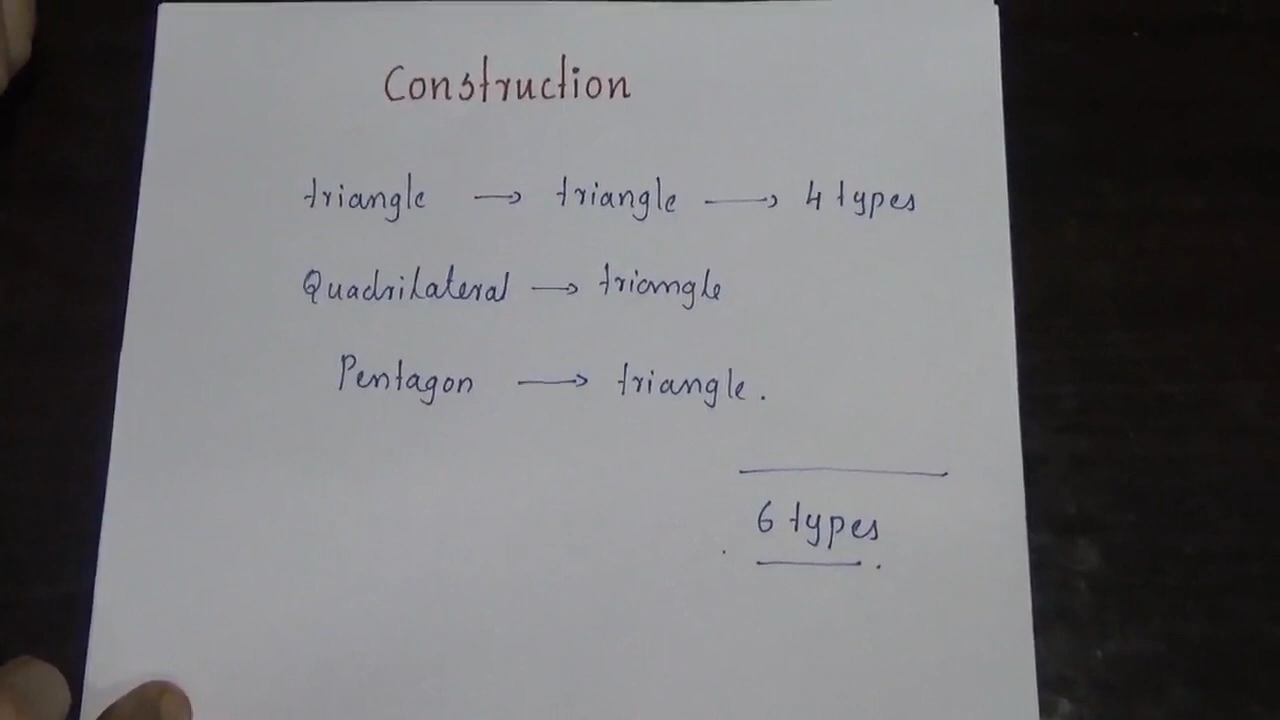 Construction
triangle → triangle → 4 types
Quadrilateral → triangle
Pentagon → triangle.
6 types